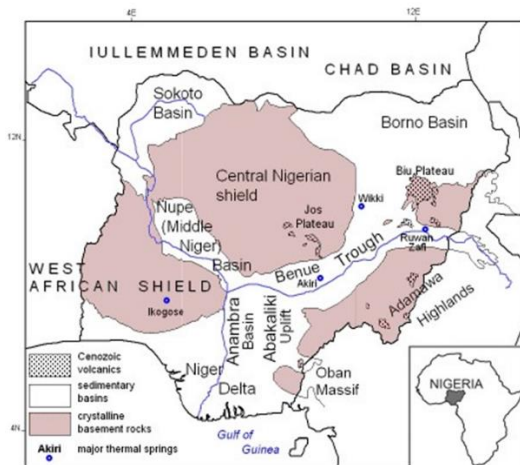 4E
12E
IULLEMMEDEN BASIN
CHAD BASIN
Sokoto
Basin
12N
Borno Basin
Central Nigerian
shield
Biu Plateau
Wikki
Jos
Plateau
Nupe
(Middle
Niger)
Basin
Ruwan
Zafi
WEST
AFRICAN SHIELD
Benue Trough
Akiri
Adamawa
Highlands
Ikogose
Anambra
Basin
Abakaliki
Uplift
Cenozoic
volcanics
sedimentary
basins
crystalline
basement rocks
Akiri major thermal springs
Niger
Delta
Oban
Massif
NIGERIA
4N
Gulf of
Guinea